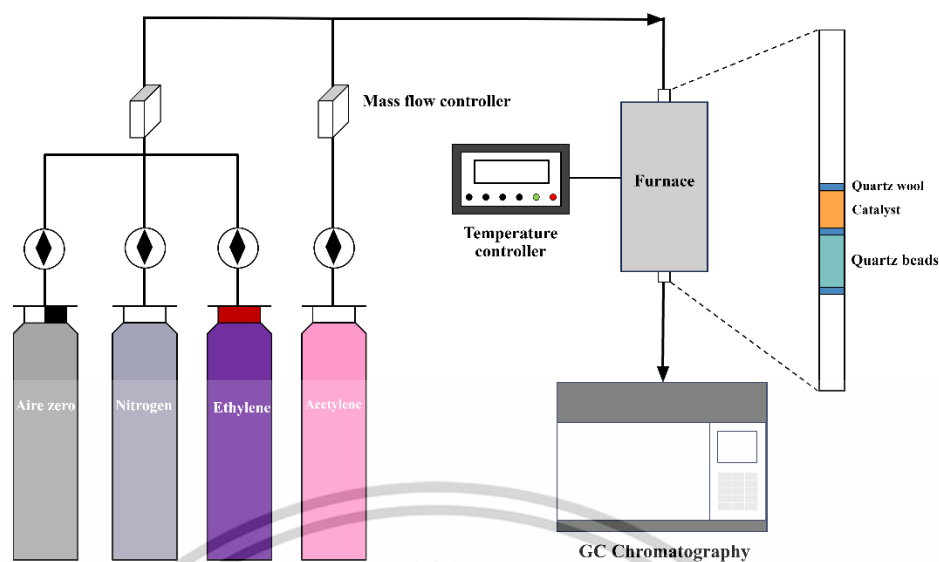 Mass flow controller
Furnace
Quartz wool
Catalyst
Temperature
controller
Quartz beads
Aire zero
Nitrogen
Ethylene
Acetylene
GC Chromatography